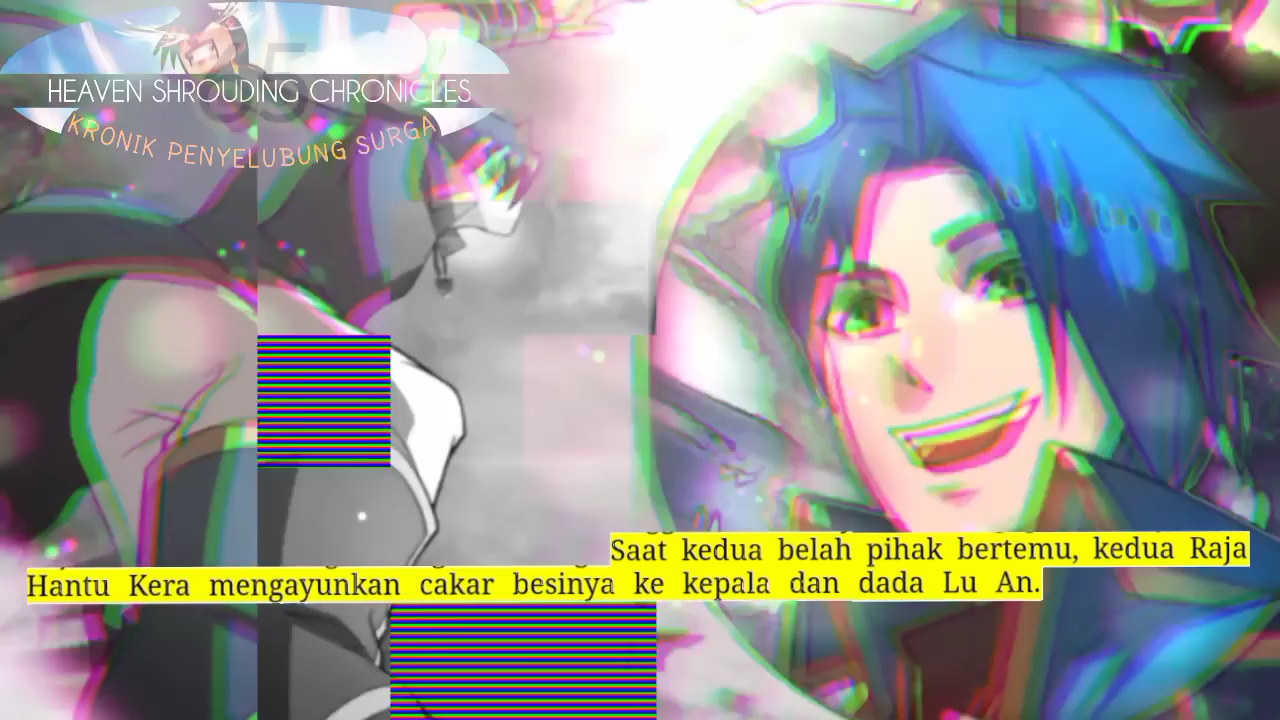 35
HEAVEN SHROUDING CHRONICLES
KRONIK PENYELUBUNG SURGA
Saat kedua belah pihak bertemu, kedua Raja
Hantu Kera mengayunkan cakar besinya ke kepala dan dada Lu An.